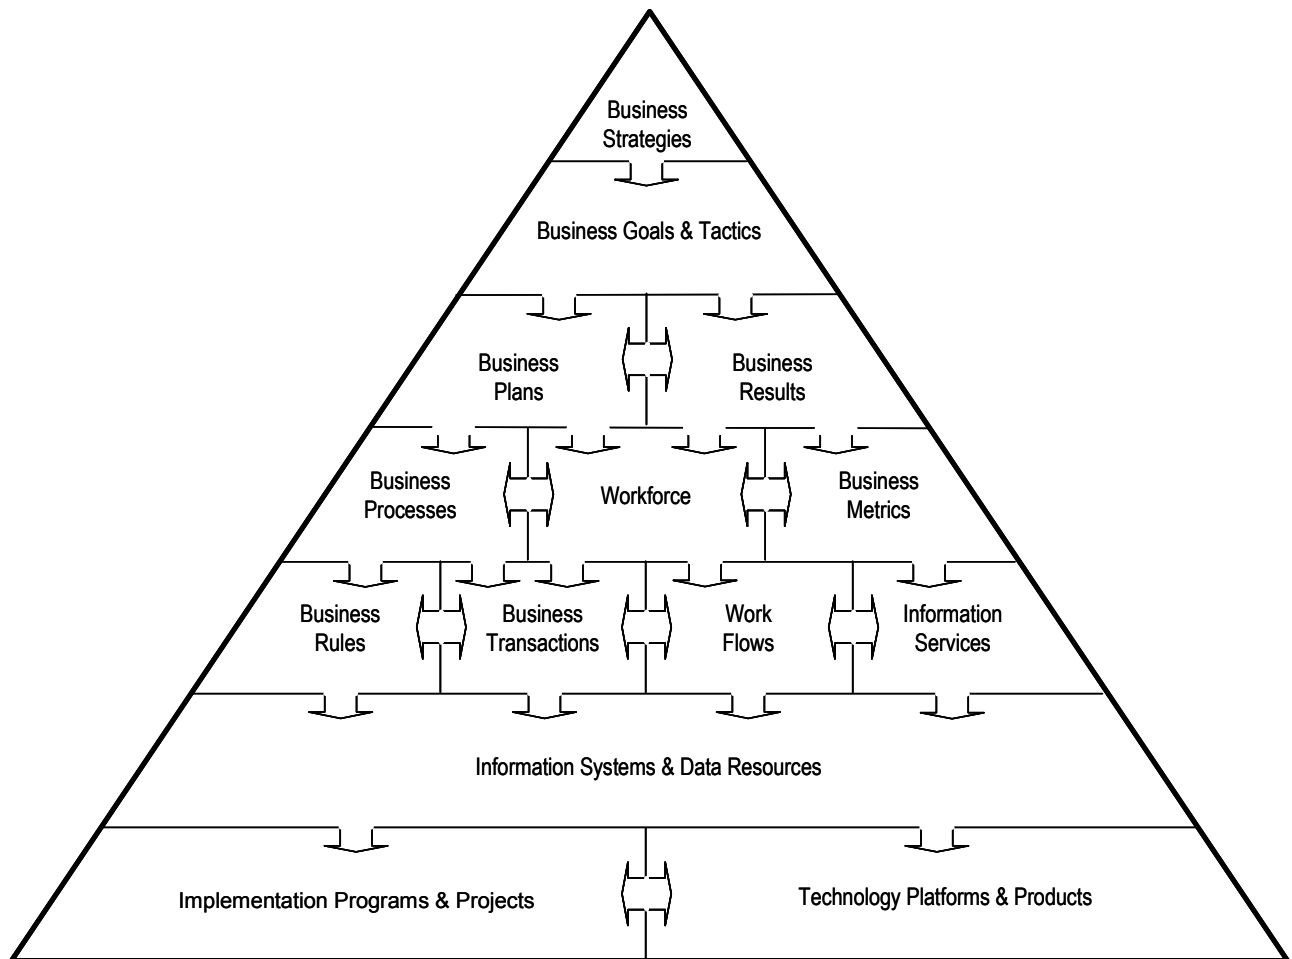 Business
Strategies
Business Goals & Tactics
Business
Plans
Business
Results
Business
Processes
Workforce
Business
Metrics
Business
Rules
Business
Transactions
Work
Flows
Information
Services
Information Systems & Data Resources
Implementation Programs & Projects
Technology Platforms & Products